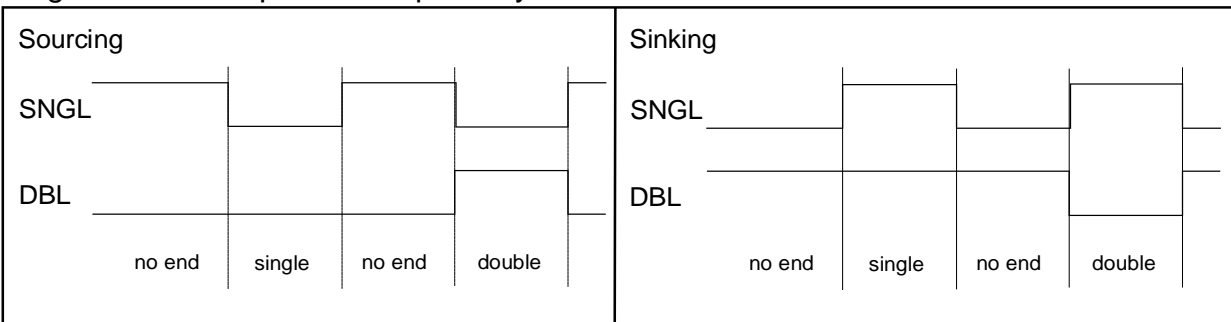 Sourcing
SNGL
DBL
no end single no end double
Sinking
SNGL
DBL
no end single no end double